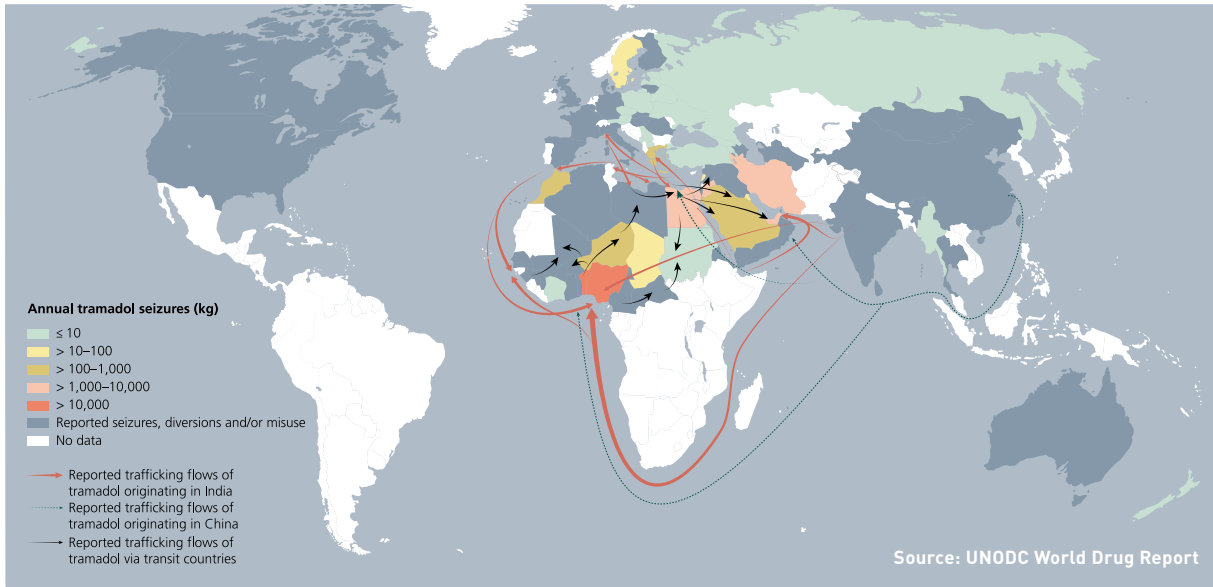 Annual tramadol seizures (kg)
≤ 10
> 10–100
> 100–1,000
> 1,000–10,000
> 10,000
Reported seizures, diversions and/or misuse
No data
Reported trafficking flows of
tramadol originating in India
Reported trafficking flows of
tramadol originating in China
Reported trafficking flows of
tramadol via transit countries
Source: UNODC World Drug Report